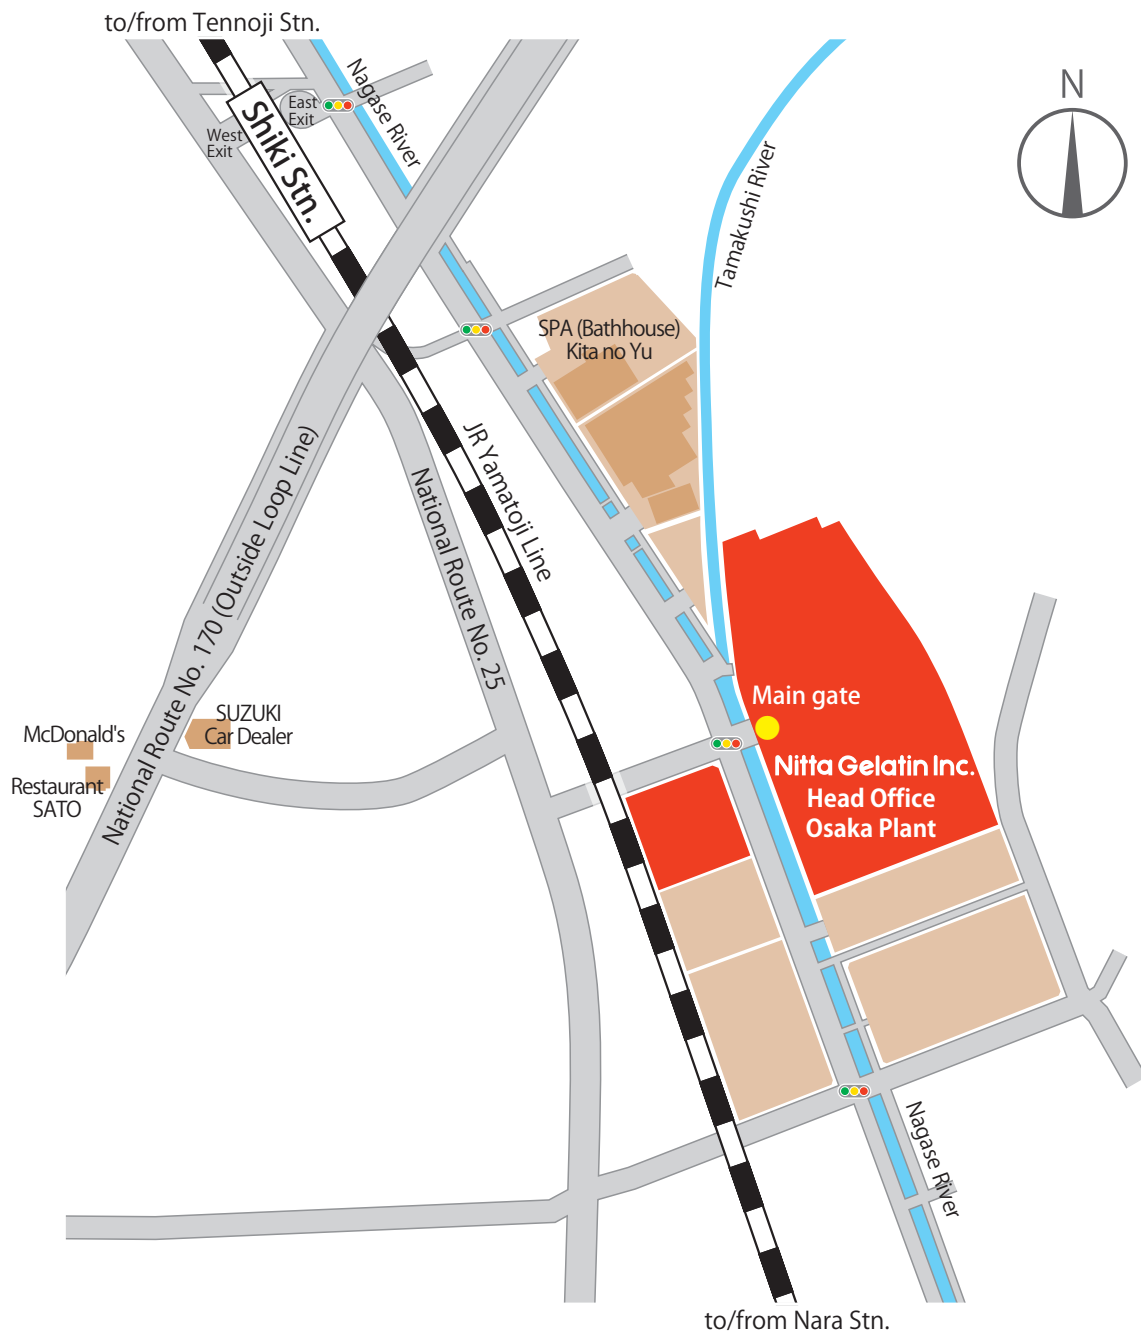 to/from Tennoji Stn.
N
Nagase River
East
Exit
West
Exit
Shiki Stn.
Tamakushi River
SPA (Bathhouse)
Kita no Yu
JR Yamatoji Line
National Route No. 170 (Outside Loop Line)
National Route No. 25
Main gate
SUZUKI
Car Dealer
McDonald's
Restaurant
SATO
Nitta Gelatin Inc.
Head Office
Osaka Plant
Nagase River
to/from Nara Stn.